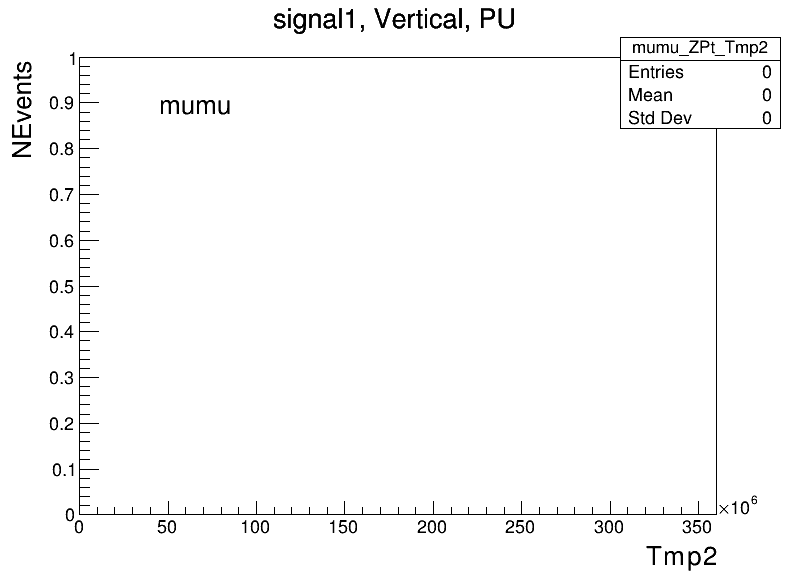 signal1, Vertical, PU
mumu_ZPt_Tmp2
Entries 0
Mean 0
Std Dev 0
NEvents
mumu
1
0.9
0.8
0.7
0.6
0.5
0.4
0.3
0.2
0.1
0
0 50 100 150 200 250 300 350
×10⁶
Tmp2